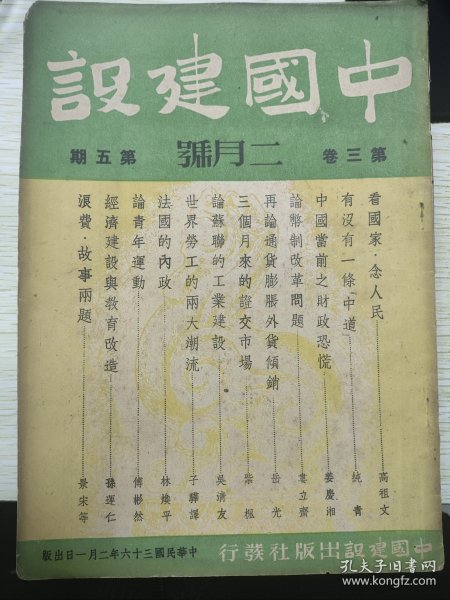 中國建設
第三卷 二月號 第五期
看國家·念人民 高祖文
有沒有一條「中道」 純青
中國當前之財政恐慌 姜慶湘
論幣制改革問題 婁立齋
再論通貨膨脹外貨傾銷 岳光
三個月來的證交市場 柴楓
論蘇聯的工業建設 吳清友
世界勞工的兩大潮流 子驊譯
法國的內政 林煥平
論青年運動 傅彬然
經濟建設與教育改造 孫運仁
浪費·故事兩題 景宋等
中國建設出版社發行
中華民國三十六年二月一日出版
孔夫子旧书网
book.kongfz.com